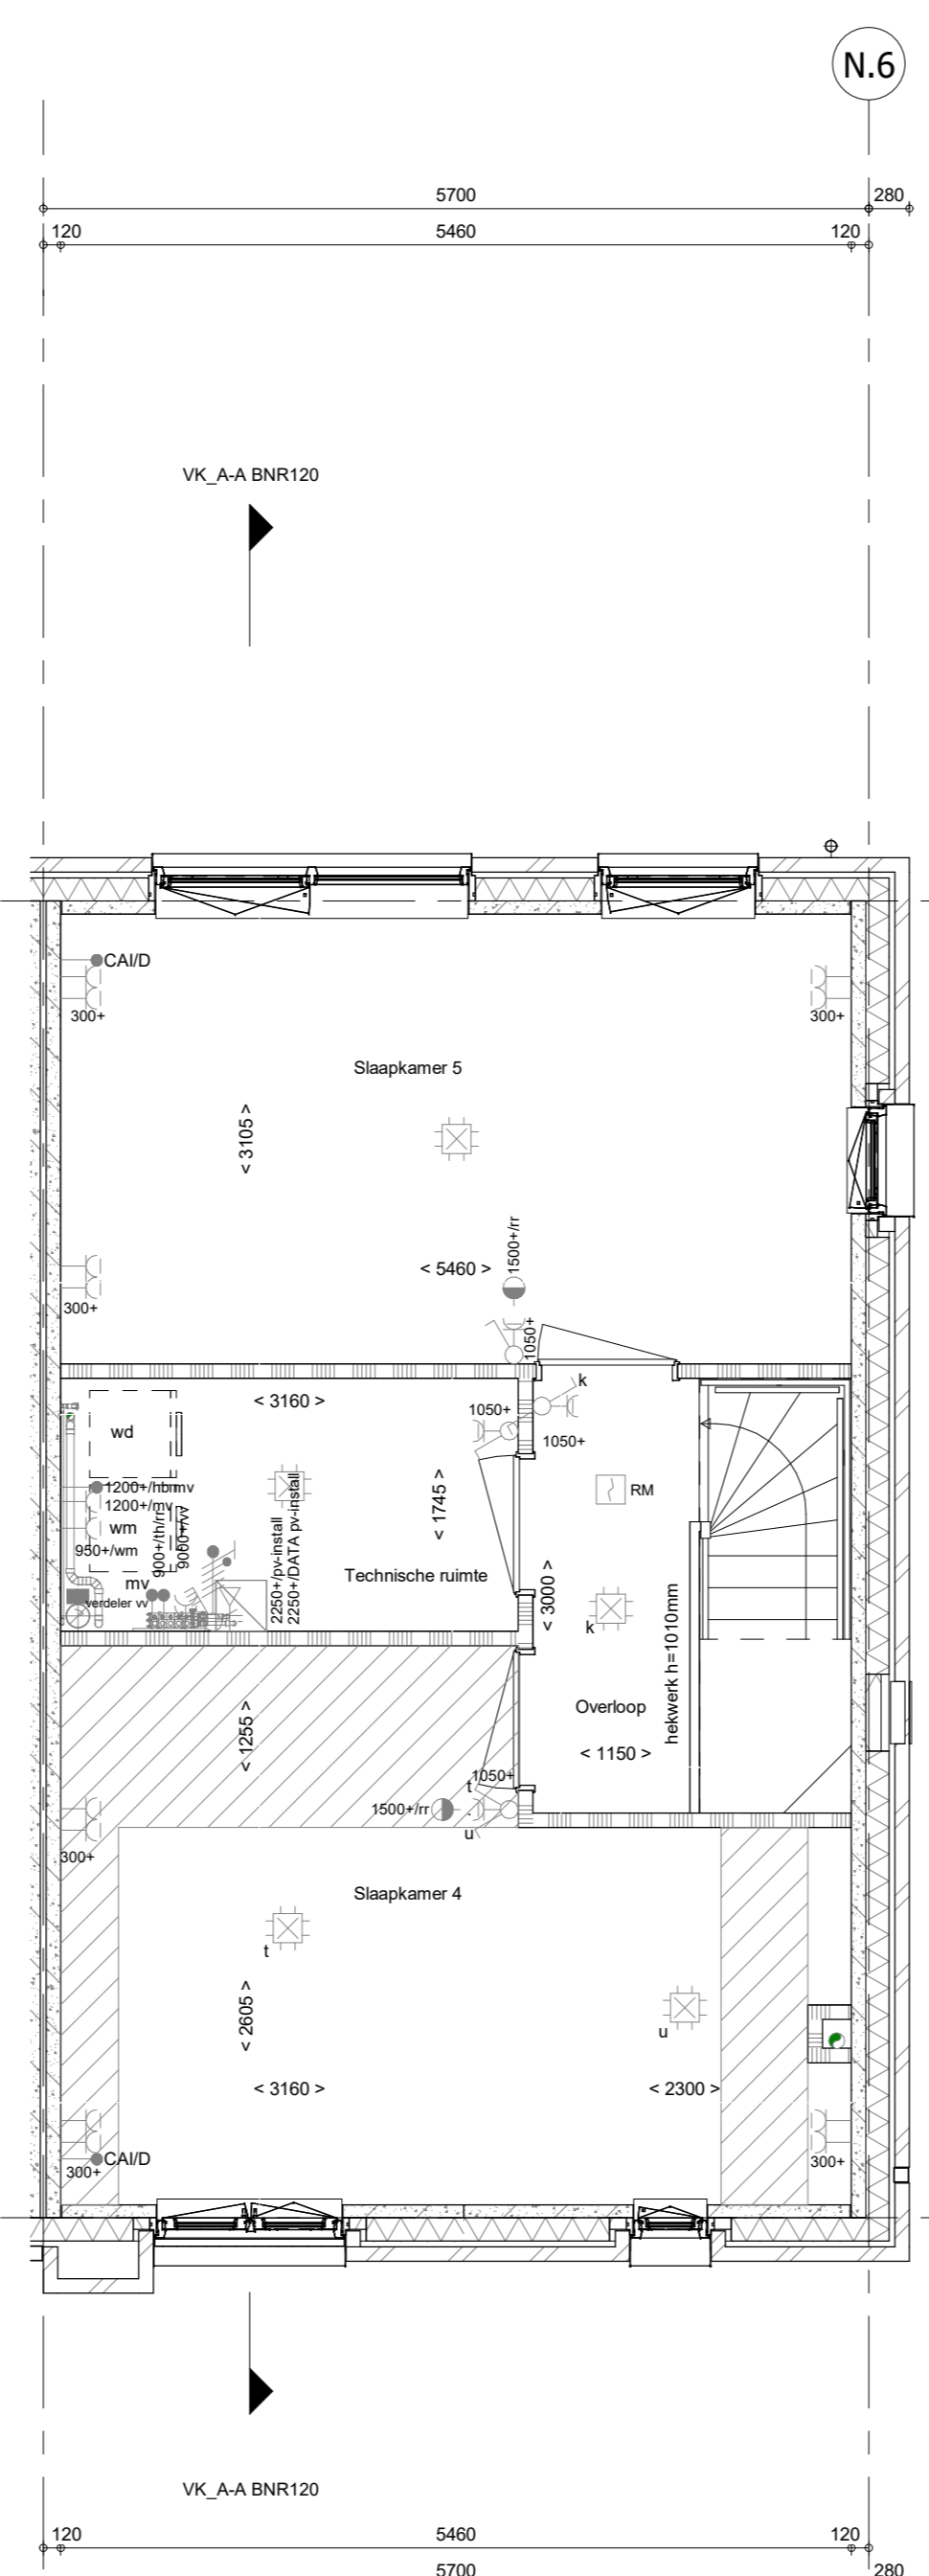 N.6
5700
280
120
5460
120
VK_A-A BNR120
CAI/D
300+
300+
Slaapkamer 5
< 3105 >
1500+/rr
< 5460 >
300+
1050+
k
< 3160 >
1050+
1050+
wd
1200+/hbmv
1200+/mv
wm
950+/wm
900+/th/rr
mv
verdeler vv
2250+/pv-install
2250+/DATA pv-install
< 1745 >
RM
Technische ruimte
< 3000 >
k
hekwerk h=1010mm
Overloop
< 1255 >
< 1150 >
1050+
t
1500+/rr
u
300+
Slaapkamer 4
t
< 2605 >
u
< 3160 >
< 2300 >
CAI/D
300+
300+
VK_A-A BNR120
120
5460
120
5700
280